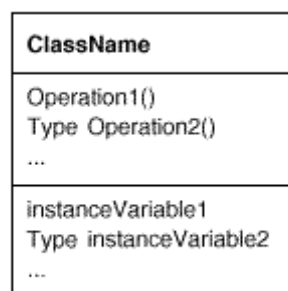 ClassName
Operation1()
Type Operation2()
...
instanceVariable1
Type instanceVariable2
...